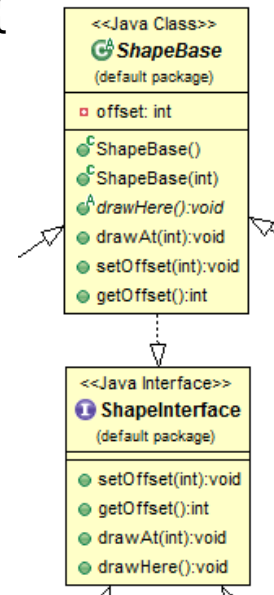 <<Java Class>>
ShapeBase
(default package)
offset: int
ShapeBase()
ShapeBase(int)
drawHere():void
drawAt(int):void
setOffset(int):void
getOffset():int
<<Java Interface>>
ShapeInterface
(default package)
setOffset(int):void
getOffset():int
drawAt(int):void
drawHere():void